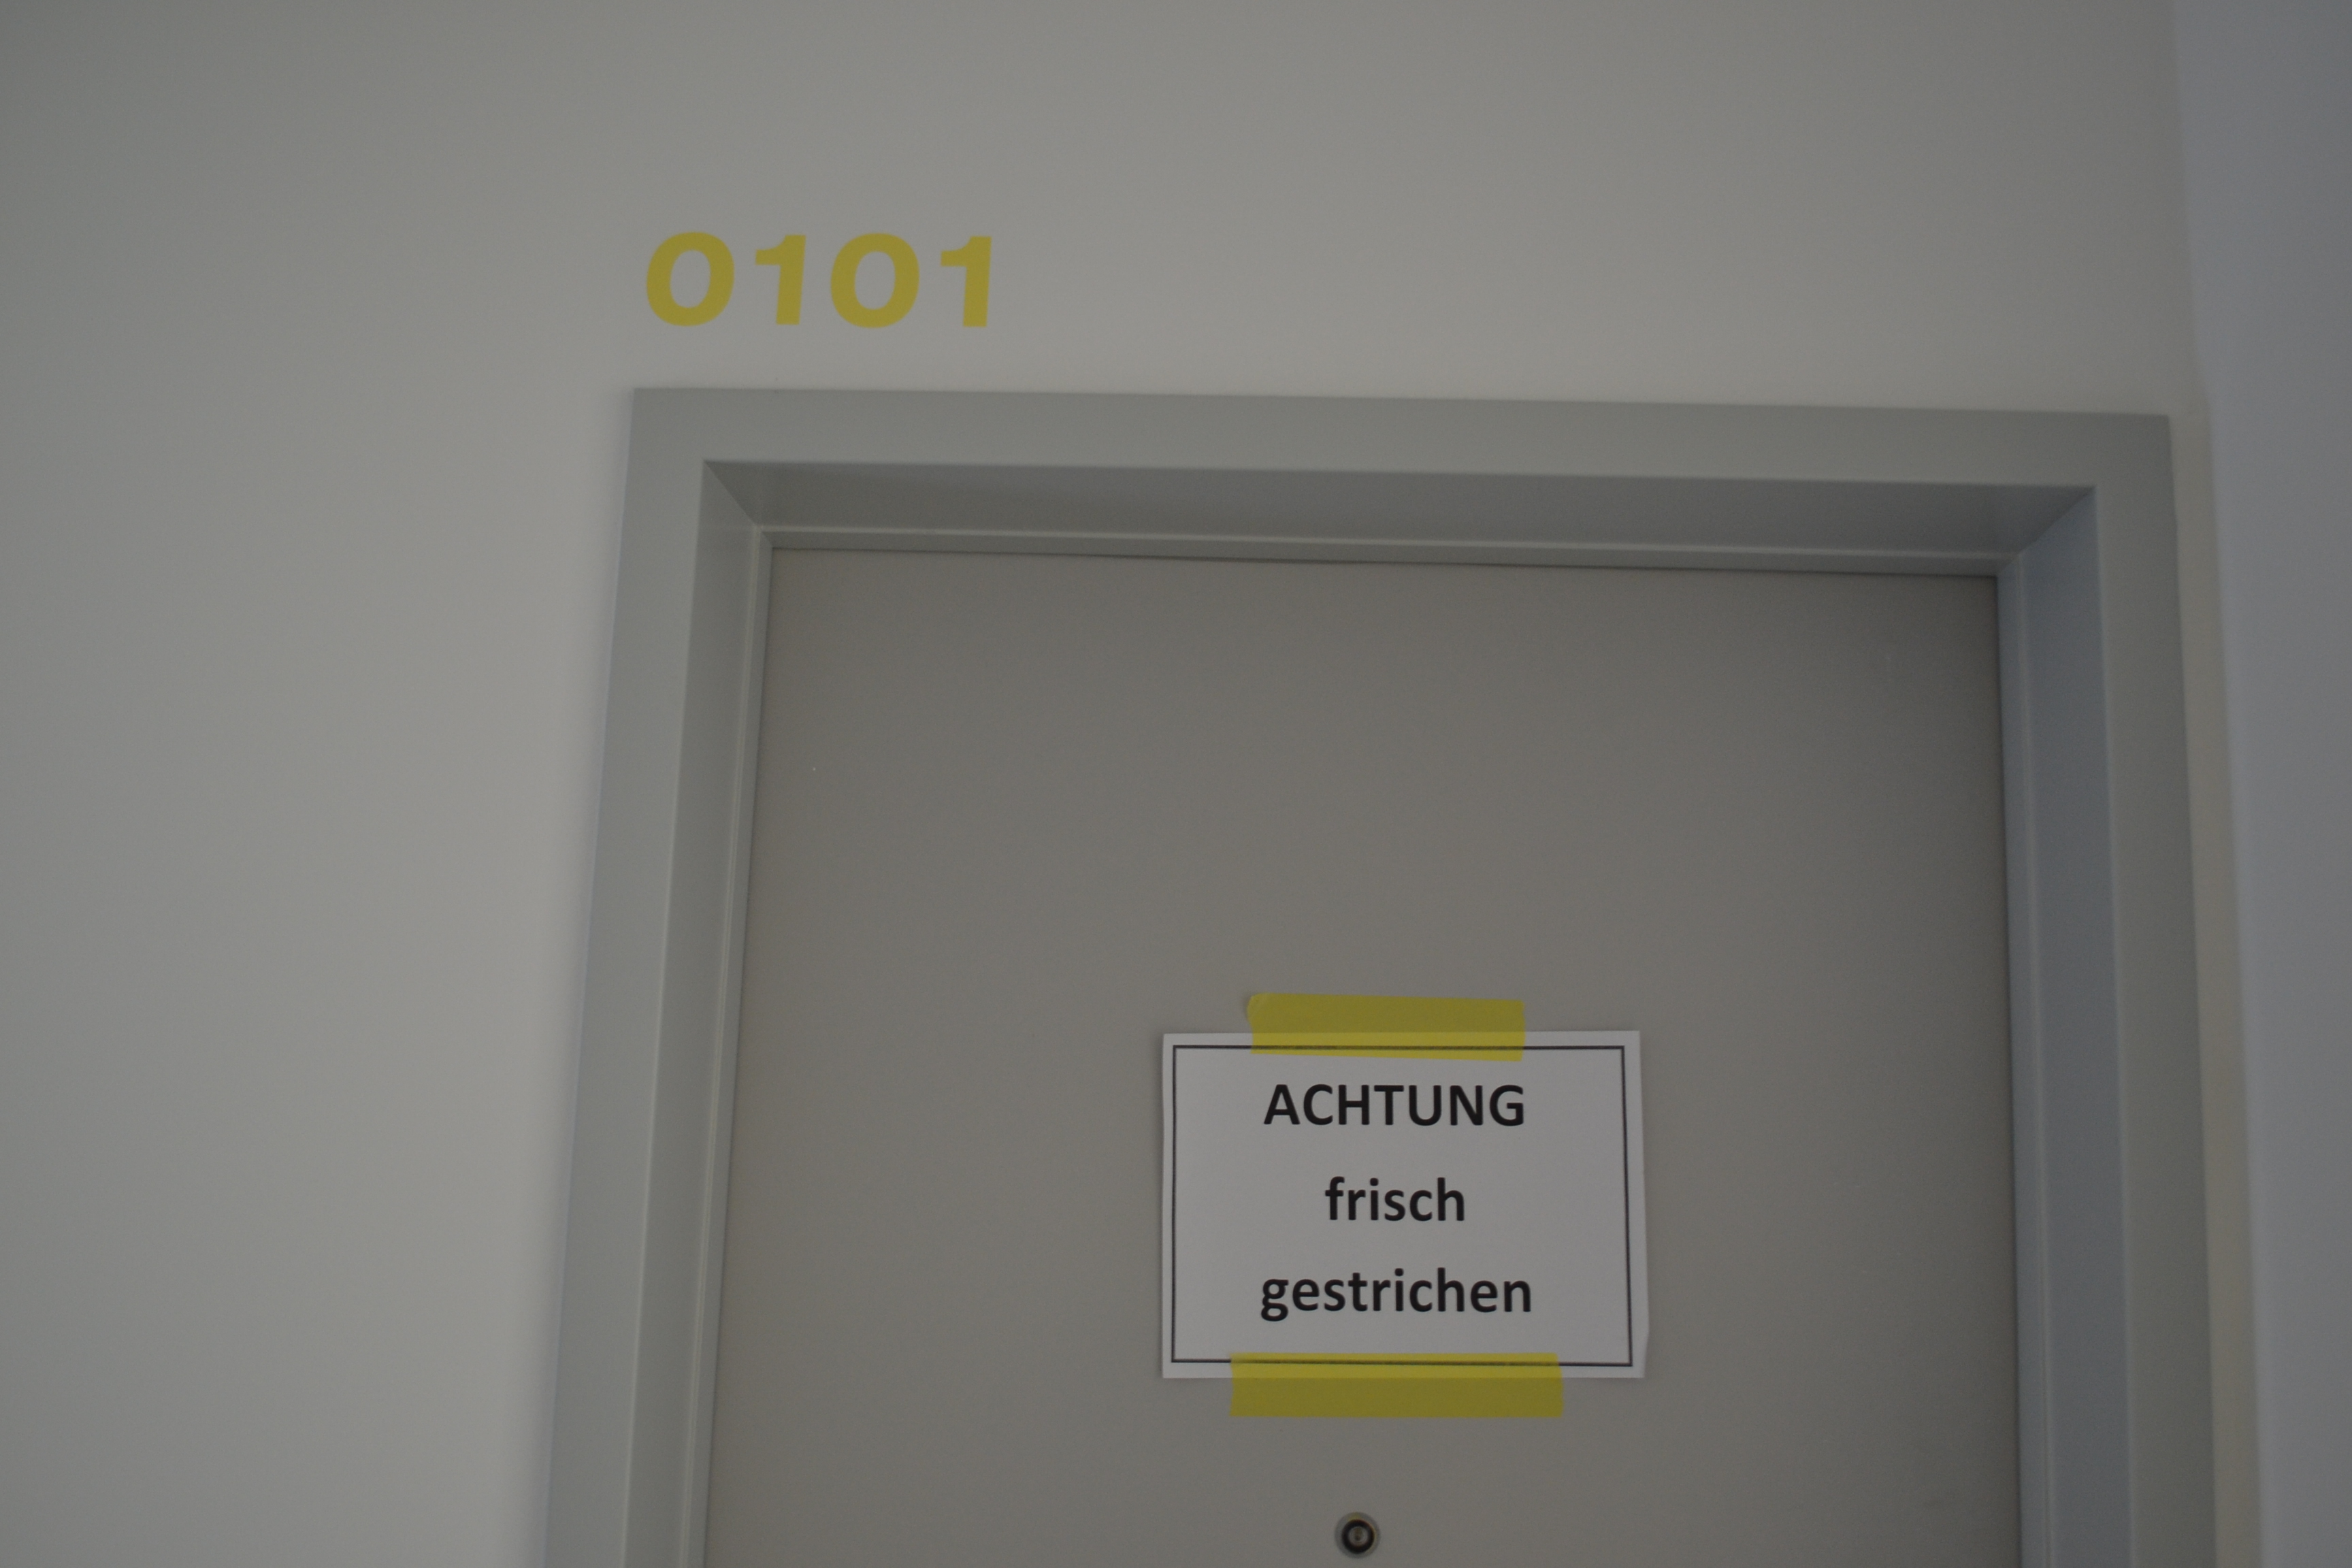 0101
ACHTUNG
frisch
gestrichen